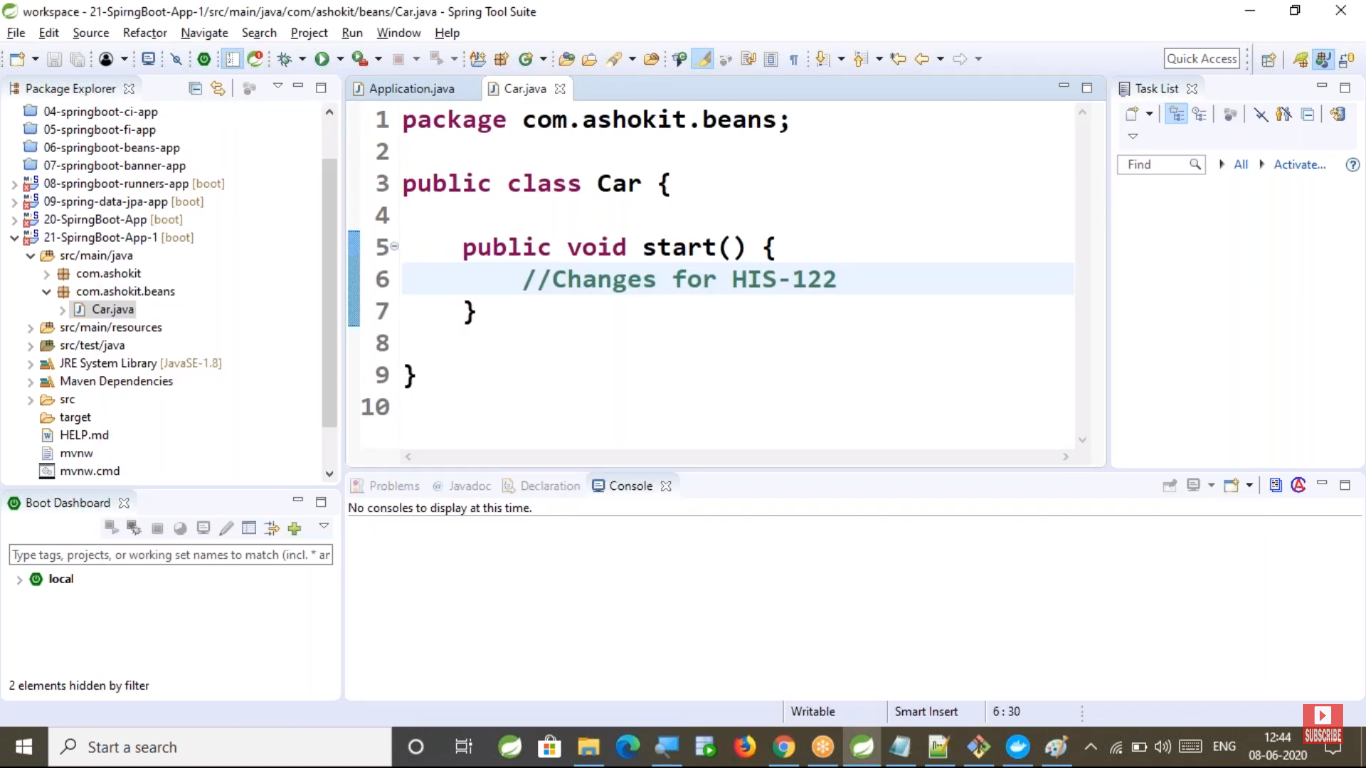 workspace - 21-SpirngBoot-App-1/src/main/java/com/ashokit/beans/Car.java - Spring Tool Suite
File Edit Source Refactor Navigate Search Project Run Window Help
Quick Access
Package Explorer
04-springboot-ci-app
05-springboot-fi-app
06-springboot-beans-app
07-springboot-banner-app
08-springboot-runners-app [boot]
09-spring-data-jpa-app [boot]
20-SpirngBoot-App [boot]
21-SpirngBoot-App-1 [boot]
src/main/java
com.ashokit
com.ashokit.beans
Car.java
src/main/resources
src/test/java
JRE System Library [JavaSE-1.8]
Maven Dependencies
src
target
HELP.md
mvnw
mvnw.cmd
Application.java Car.java
1 package com.ashokit.beans;
2
3 public class Car {
4
5 public void start() {
6 //Changes for HIS-122
7 }
8
9 }
10
Task List
Find All Activate...
Boot Dashboard
Type tags, projects, or working set names to match (incl. * ar
local
2 elements hidden by filter
Problems @ Javadoc Declaration Console
No consoles to display at this time.
Writable Smart Insert 6 : 30
SUBSCRIBE
Start a search
ENG
12:44
08-06-2020